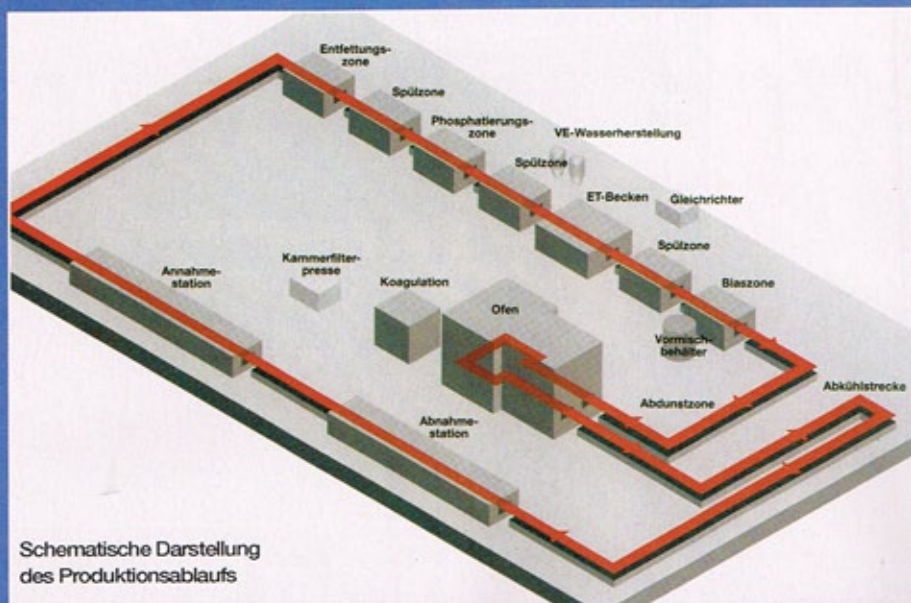 Entfettungs-
zone
Spülzone
Phosphatierungs-
zone
VE-Wasserherstellung
Spülzone
ET-Becken
Gleichrichter
Spülzone
Blaszone
Annahme-
station
Kammerfilter-
presse
Koagulation
Ofen
Vormisch-
behälter
Abdunstzone
Abkühlstrecke
Abnahme-
station
Schematische Darstellung
des Produktionsablaufs